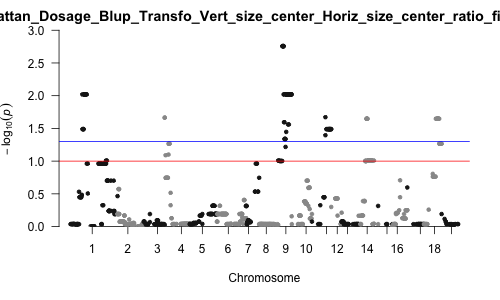 attan_Dosage_Blup_Transfo_Vert_size_center_Horiz_size_center_ratio_fi
3.0
2.5
2.0
1.5
1.0
0.5
0.0
− log10(p)
1 2 3 4 5 6 7 8 9 10 12 14 16 18
Chromosome